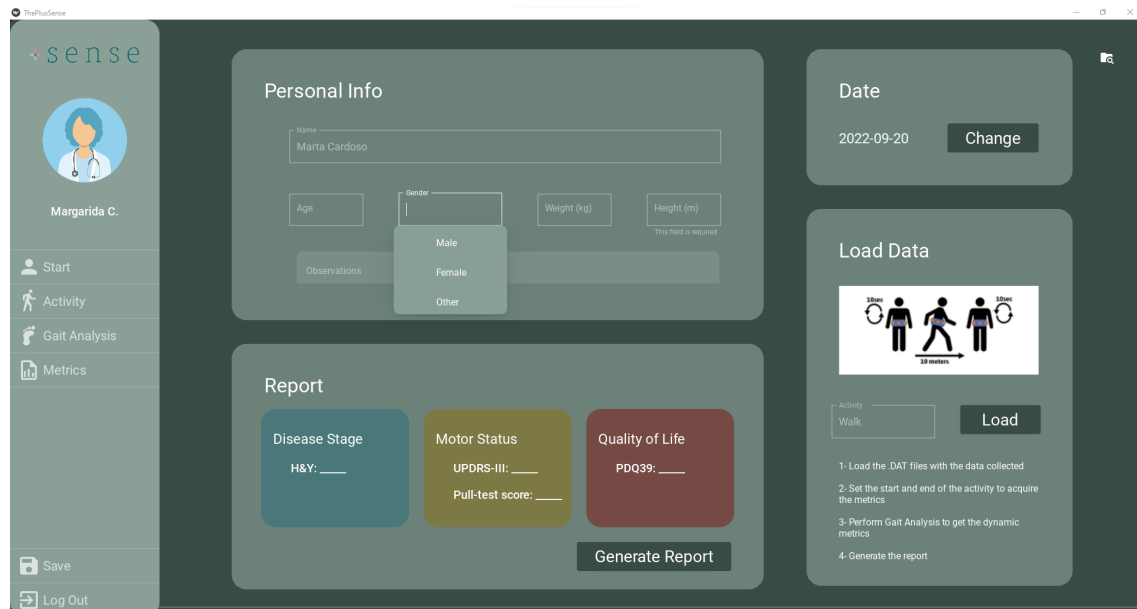 ThePlusSense
sense
Margarida C.
Start
Activity
Gait Analysis
Metrics
Save
Log Out
Personal Info
Name
Marta Cardoso
Age
Gender
Weight (kg)
Height (m)
This field is required
Male
Female
Other
Observations
Report
Disease Stage
H&Y: _____
Motor Status
UPDRS-III: _____
Pull-test score: _____
Quality of Life
PDQ39: _____
Generate Report
Date
2022-09-20
Change
Load Data
10sec
10sec
10 meters
Activity
Walk
Load
1- Load the .DAT files with the data collected
2- Set the start and end of the activity to acquire
the metrics
3- Perform Gait Analysis to get the dynamic
metrics
4- Generate the report